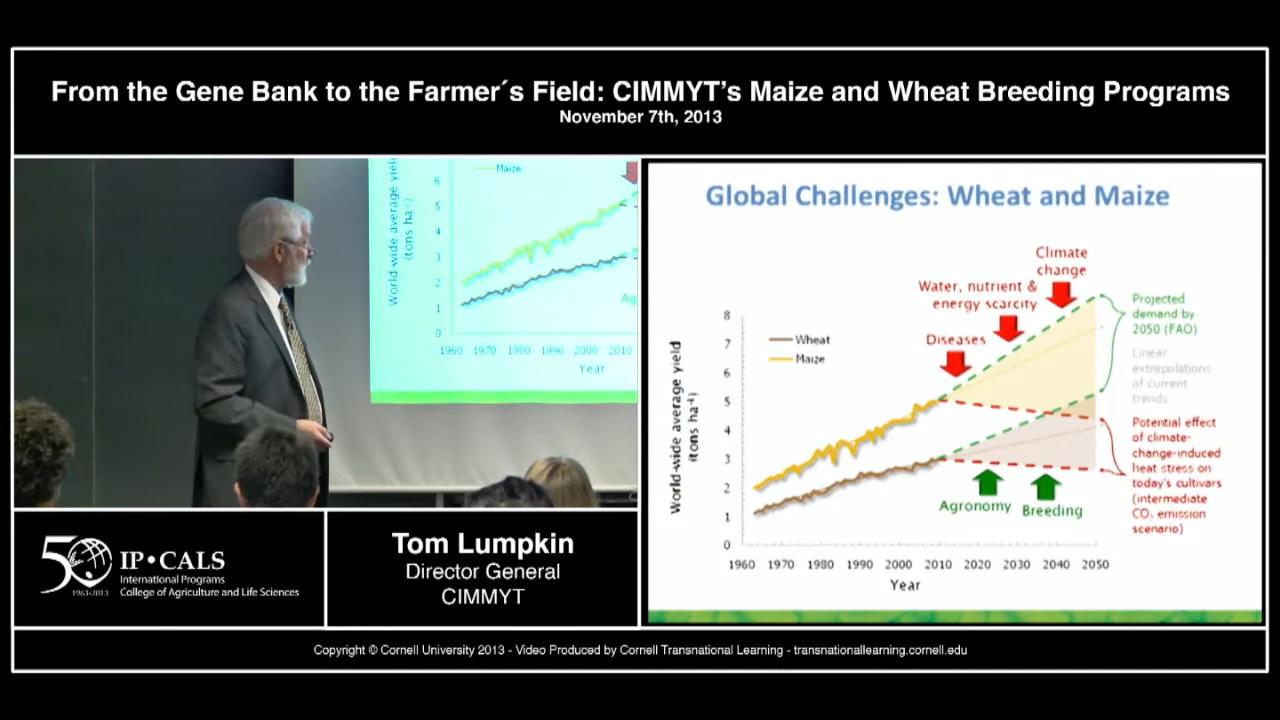 From the Gene Bank to the Farmer´s Field: CIMMYT's Maize and Wheat Breeding Programs
November 7th, 2013
Maize
World-wide average yield
(tons ha⁻¹)
6
5
4
3
2
1
0
Ag
1960 1970 1980 1990 2000 2010
Year
50
1963-2013
IP•CALS
International Programs
College of Agriculture and Life Sciences
Tom Lumpkin
Director General
CIMMYT
Global Challenges: Wheat and Maize
Climate
change
Water, nutrient &
energy scarcity
Diseases
Wheat
Maize
World-wide average yield
(tons ha⁻¹)
8
7
6
5
4
3
2
1
0
Projected
demand by
2050 (FAO)
Linear
extrapolations
of current
trends
Potential effect
of climate-
change-induced
heat stress on
today's cultivars
(intermediate
CO₂ emission
scenario)
Agronomy
Breeding
1960 1970 1980 1990 2000 2010 2020 2030 2040 2050
Year
Copyright © Cornell University 2013 - Video Produced by Cornell Transnational Learning - transnationallearning.cornell.edu